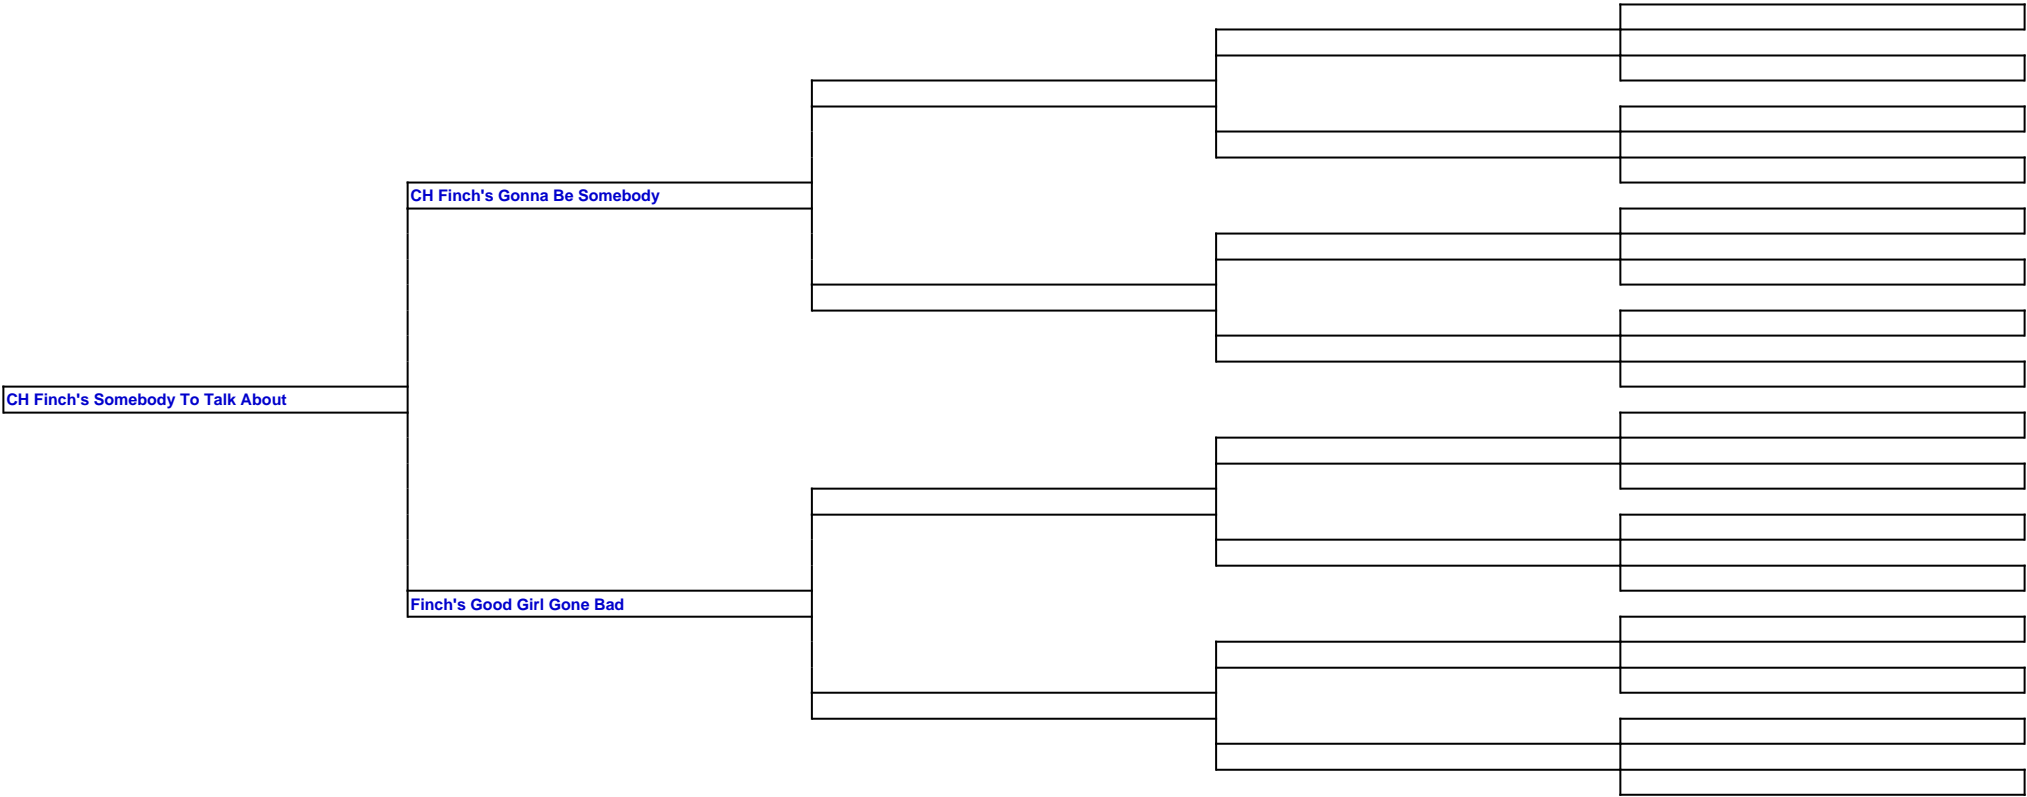 CH Finch's Gonna Be Somebody
CH Finch's Somebody To Talk About
Finch's Good Girl Gone Bad